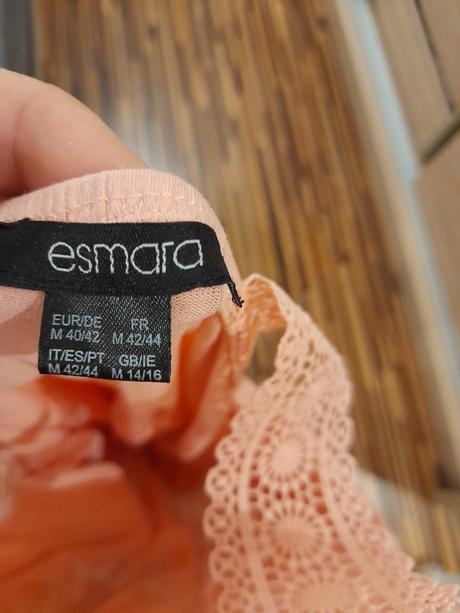 esmara
EUR/DE FR
M 40/42 M 42/44
IT/ES/PT GB/IE
M 42/44 M 14/16